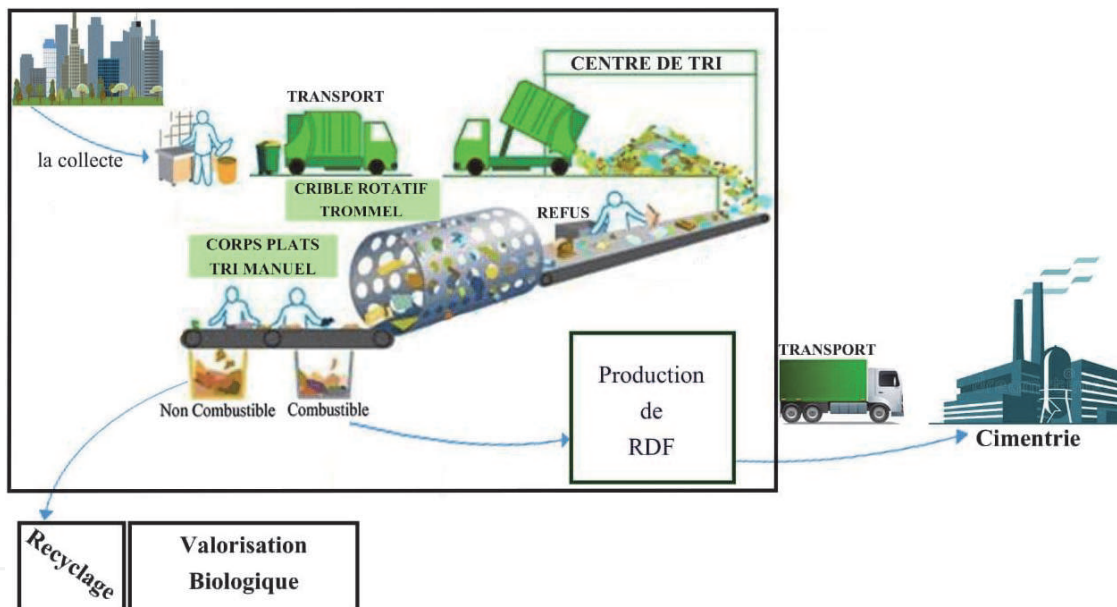 CENTRE DE TRI
TRANSPORT
la collecte
CRIBLE ROTATIF
TROMMEL
REFUS
CORPS PLATS
TRI MANUEL
TRANSPORT
Production
de
RDF
Non Combustible
Combustible
Cimentrie
Recyclage
Valorisation
Biologique